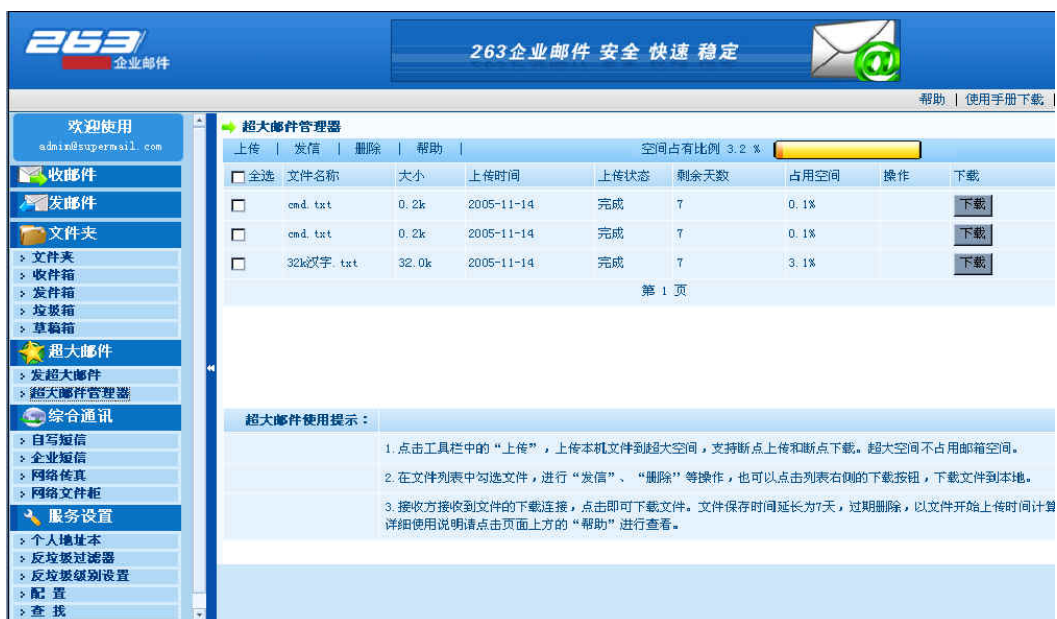 263
企业邮件
263企业邮件 安全 快速 稳定
帮助 | 使用手册下载 |
欢迎使用
admin@supermail.com
收邮件
发邮件
文件夹
文件夹
收件箱
发件箱
垃圾箱
草稿箱
超大邮件
发超大邮件
超大邮件管理器
综合通讯
自写短信
企业短信
网络传真
网络文件柜
服务设置
个人地址本
反垃圾过滤器
反垃圾级别设置
配 置
查 找
超大邮件管理器
上传 | 发信 | 删除 | 帮助 | 空间占有比例 3.2 %
全选 文件名称 大小 上传时间 上传状态 剩余天数 占用空间 操作 下载
cmd.txt 0.2k 2005-11-14 完成 7 0.1% 下载
cmd.txt 0.2k 2005-11-14 完成 7 0.1% 下载
32k汉字.txt 32.0k 2005-11-14 完成 7 3.1% 下载
第 1 页
超大邮件使用提示：
1.点击工具栏中的“上传”，上传本机文件到超大空间，支持断点上传和断点下载。超大空间不占用邮箱空间。
2.在文件列表中勾选文件，进行“发信”、“删除”等操作，也可以点击列表右侧的下载按钮，下载文件到本地。
3.接收方接收到文件的下载连接，点击即可下载文件。文件保存时间延长为7天，过期删除，以文件开始上传时间计算
详细使用说明请点击页面上方的“帮助”进行查看。